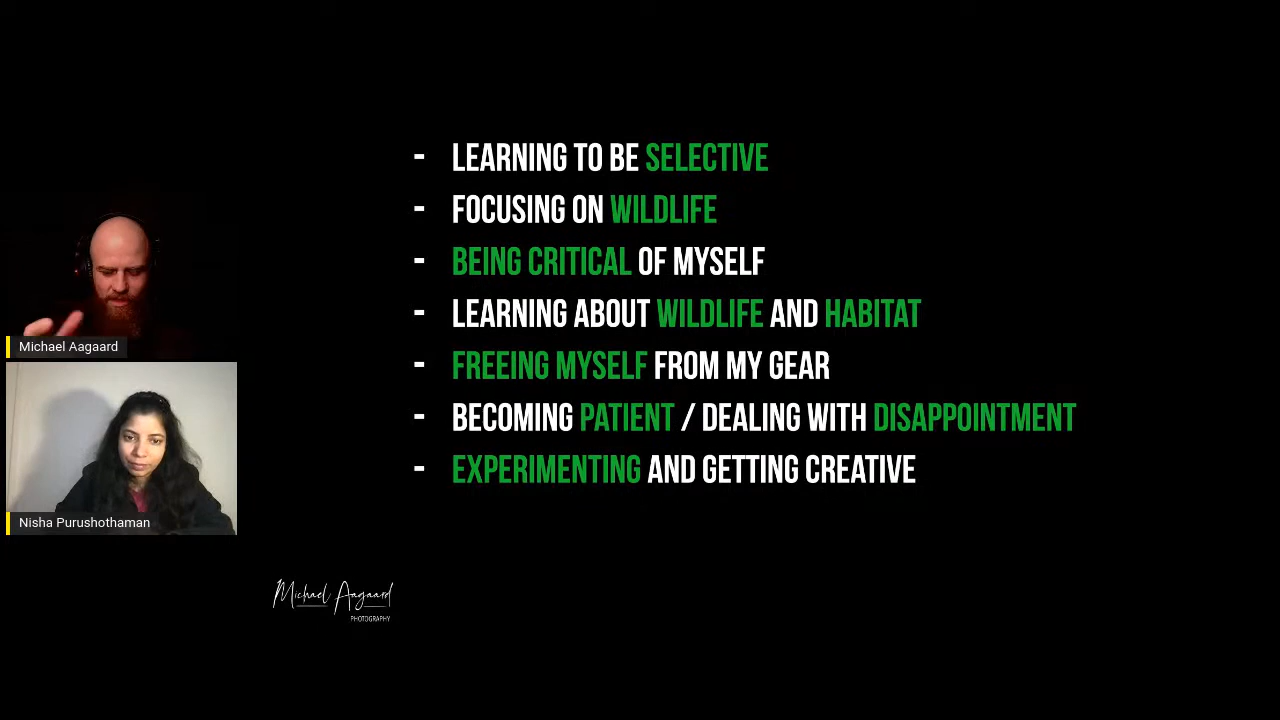 - LEARNING TO BE SELECTIVE
- FOCUSING ON WILDLIFE
- BEING CRITICAL OF MYSELF
- LEARNING ABOUT WILDLIFE AND HABITAT
- FREEING MYSELF FROM MY GEAR
- BECOMING PATIENT / DEALING WITH DISAPPOINTMENT
- EXPERIMENTING AND GETTING CREATIVE
Michael Aagaard
Nisha Purushothaman
Michael Aagaard
PHOTOGRAPHY